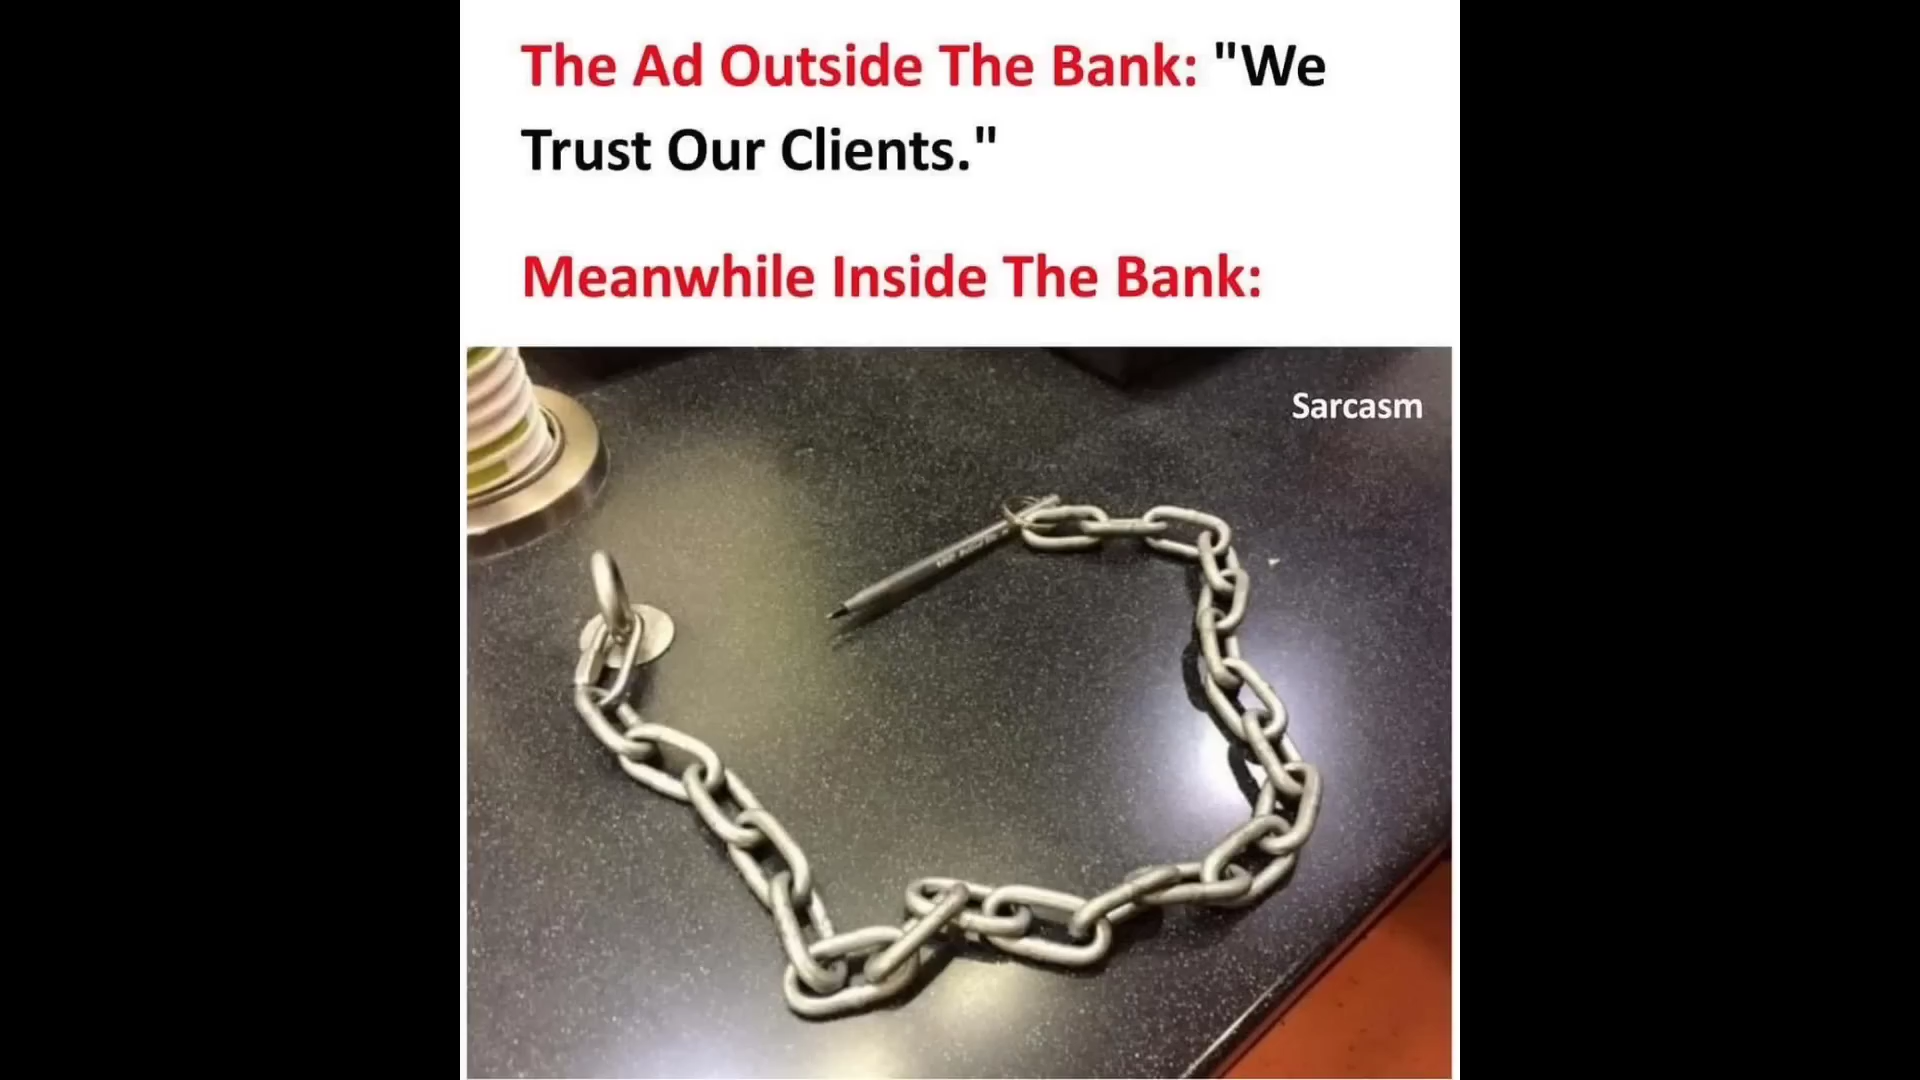 The Ad Outside The Bank: "We
Trust Our Clients."
Meanwhile Inside The Bank:
Sarcasm